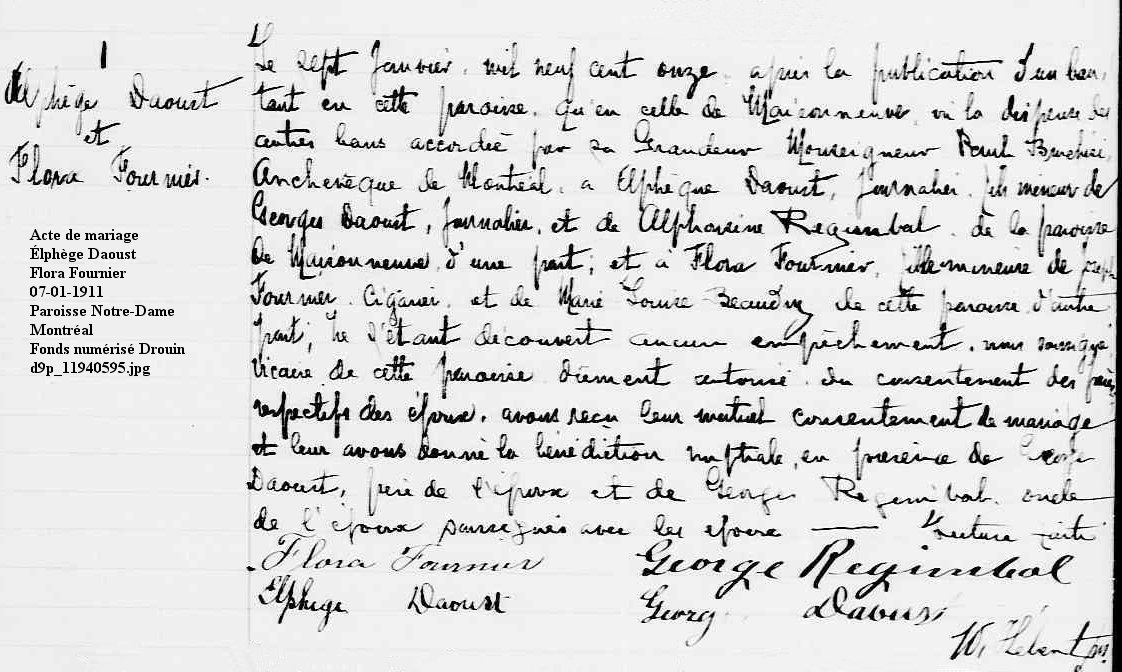 1
Elphège Daoust
et
Flora Fournier.
Acte de mariage
Élphège Daoust
Flora Fournier
07-01-1911
Paroisse Notre-Dame
Montréal
Fonds numérisé Drouin
d9p_11940595.jpg
Le sept Janvier, mil neuf cent onze, après la publication d'un ban,
tant en cette paroisse, qu'en celle de Maisonneuve, vu la dispense des
autres bans accordée par sa Grandeur Monseigneur Paul Bruchési,
Archevêque de Montréal, à Elphège Daoust, Journalier, fils mineur de
Georges Daoust, Journalier, et de Alphonsine Regimbal, de la paroisse
de Maisonneuve, d'une part; et à Flora Fournier, fille mineure de Joseph
Fournier, Cigarier, et de Marie Louise Beaudry de cette paroisse d'autre
part; ne s'étant découvert aucun empêchement, nous soussigné,
vicaire de cette paroisse dûment autorisé, du consentement des pères
respectifs des époux, avons reçu leur mutuel consentement de mariage
et leur avons donné la bénédiction nuptiale, en présence de George
Daoust, père de l'époux et de George Regimbal, oncle
de l'époux soussignés avec les époux — Lecture faite
Flora Fournier George Regimbal
Elphege Daoust Georg Daoust